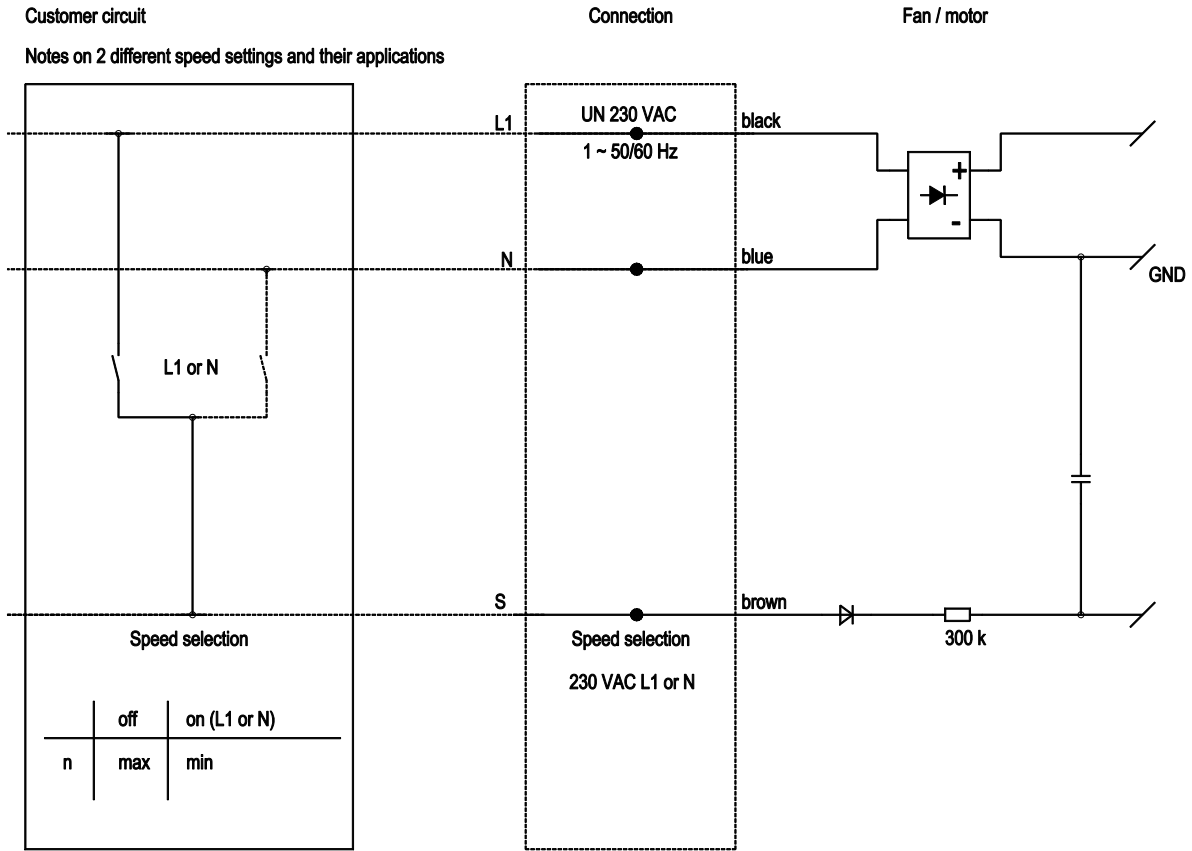 Customer circuit
Connection
Fan / motor
Notes on 2 different speed settings and their applications
L1
UN 230 VAC
black
1 ~ 50/60 Hz
+
-
N
blue
GND
L1 or N
S
brown
Speed selection
Speed selection
300 k
230 VAC L1 or N
off on (L1 or N)
n max min